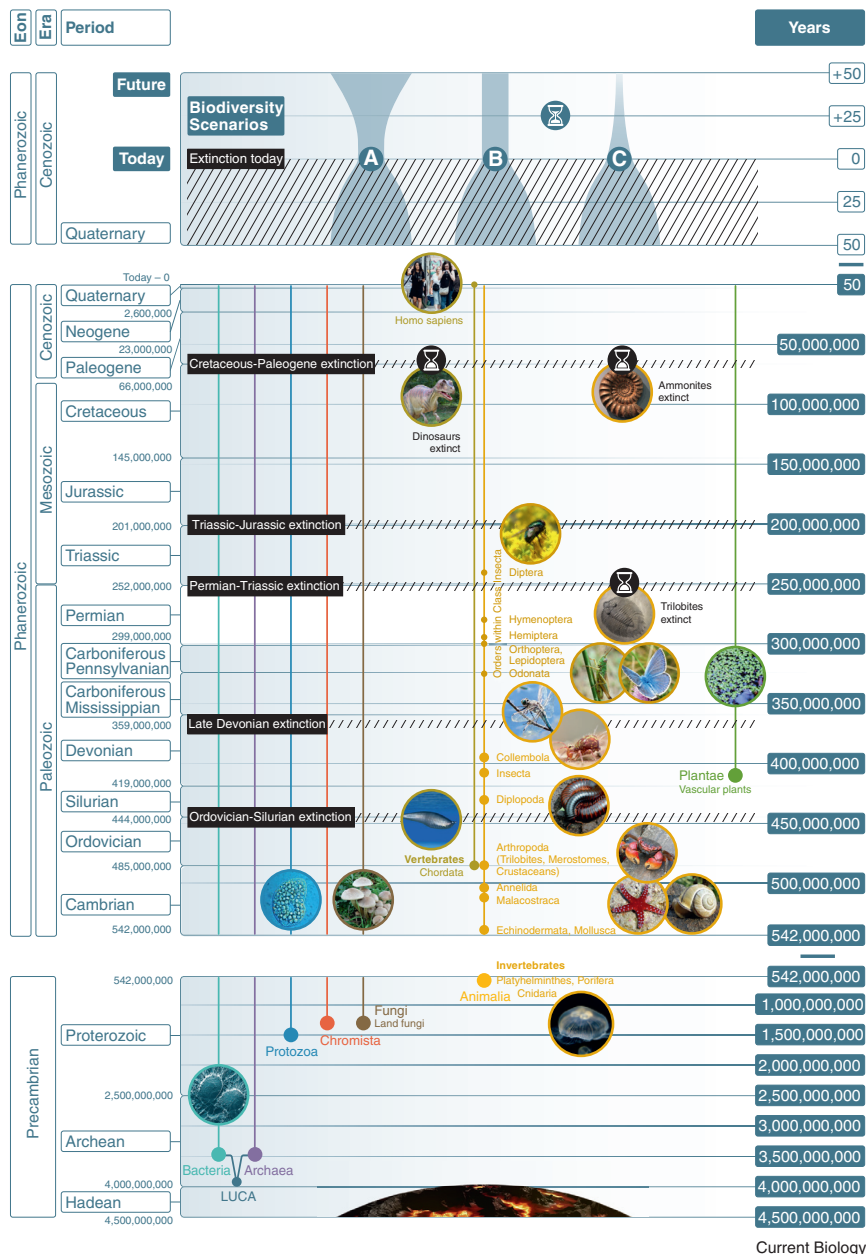 Eon
Era
Period
Years
Phanerozoic
Cenozoic
Future
Biodiversity
Scenarios
Today
Extinction today
A
B
C
Quaternary
+50
+25
0
25
50
Phanerozoic
Cenozoic
Mesozoic
Paleozoic
Today – 0
Quaternary
2,600,000
Neogene
23,000,000
Paleogene
66,000,000
Cretaceous
145,000,000
Jurassic
201,000,000
Triassic
252,000,000
Permian
299,000,000
Carboniferous
Pennsylvanian
Carboniferous
Mississippian
359,000,000
Devonian
419,000,000
Silurian
444,000,000
Ordovician
485,000,000
Cambrian
542,000,000
Homo sapiens
Cretaceous-Paleogene extinction
Dinosaurs
extinct
Ammonites
extinct
Triassic-Jurassic extinction
Permian-Triassic extinction
Orders within Class Insecta
Diptera
Trilobites
extinct
Hymenoptera
Hemiptera
Orthoptera,
Lepidoptera
Odonata
Late Devonian extinction
Collembola
Insecta
Diplopoda
Plantae
Vascular plants
Ordovician-Silurian extinction
Vertebrates
Chordata
Arthropoda
(Trilobites, Merostomes,
Crustaceans)
Annelida
Malacostraca
Echinodermata, Mollusca
50
50,000,000
100,000,000
150,000,000
200,000,000
250,000,000
300,000,000
350,000,000
400,000,000
450,000,000
500,000,000
542,000,000
Precambrian
542,000,000
Proterozoic
2,500,000,000
Archean
4,000,000,000
Hadean
4,500,000,000
Invertebrates
Platyhelminthes, Porifera
Cnidaria
Animalia
Fungi
Land fungi
Chromista
Protozoa
Bacteria
Archaea
LUCA
542,000,000
1,000,000,000
1,500,000,000
2,000,000,000
2,500,000,000
3,000,000,000
3,500,000,000
4,000,000,000
4,500,000,000
Current Biology